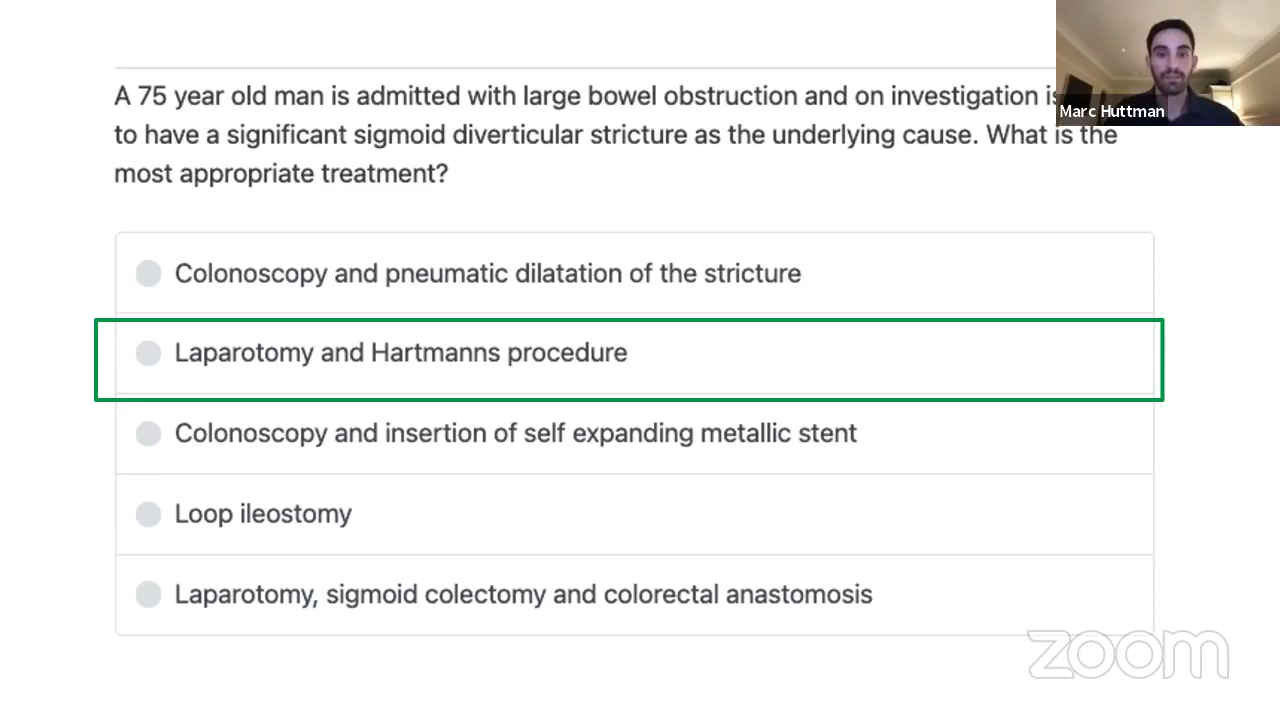 A 75 year old man is admitted with large bowel obstruction and on investigation
to have a significant sigmoid diverticular stricture as the underlying cause. What is the
most appropriate treatment?
Marc Huttman
Colonoscopy and pneumatic dilatation of the stricture
Laparotomy and Hartmanns procedure
Colonoscopy and insertion of self expanding metallic stent
Loop ileostomy
Laparotomy, sigmoid colectomy and colorectal anastomosis
zoom